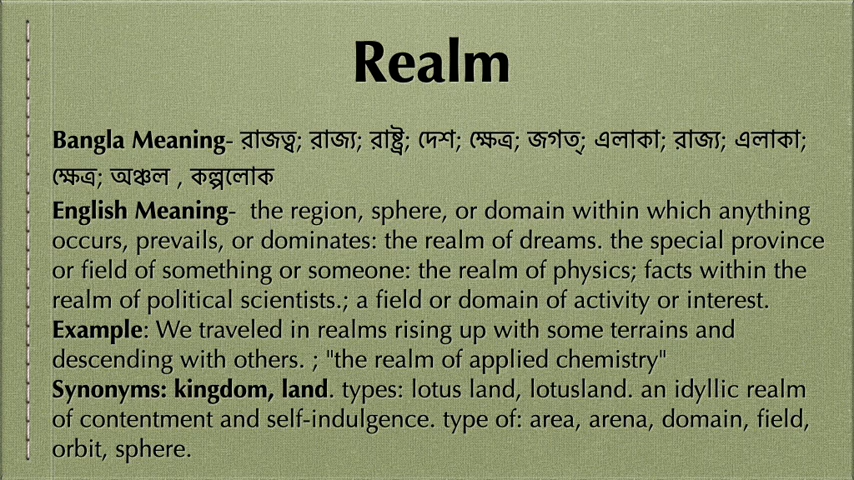 Realm
Bangla Meaning- রাজত্ব; রাজ্য; রাষ্ট্র; দেশ; ক্ষেত্র; জগত্; এলাকা; রাজ্য; এলাকা;
ক্ষেত্র; অঞ্চল , কল্পলোক
English Meaning-  the region, sphere, or domain within which anything
occurs, prevails, or dominates: the realm of dreams. the special province
or field of something or someone: the realm of physics; facts within the
realm of political scientists.; a field or domain of activity or interest.
Example: We traveled in realms rising up with some terrains and
descending with others. ; "the realm of applied chemistry"
Synonyms: kingdom, land. types: lotus land, lotusland. an idyllic realm
of contentment and self-indulgence. type of: area, arena, domain, field,
orbit, sphere.